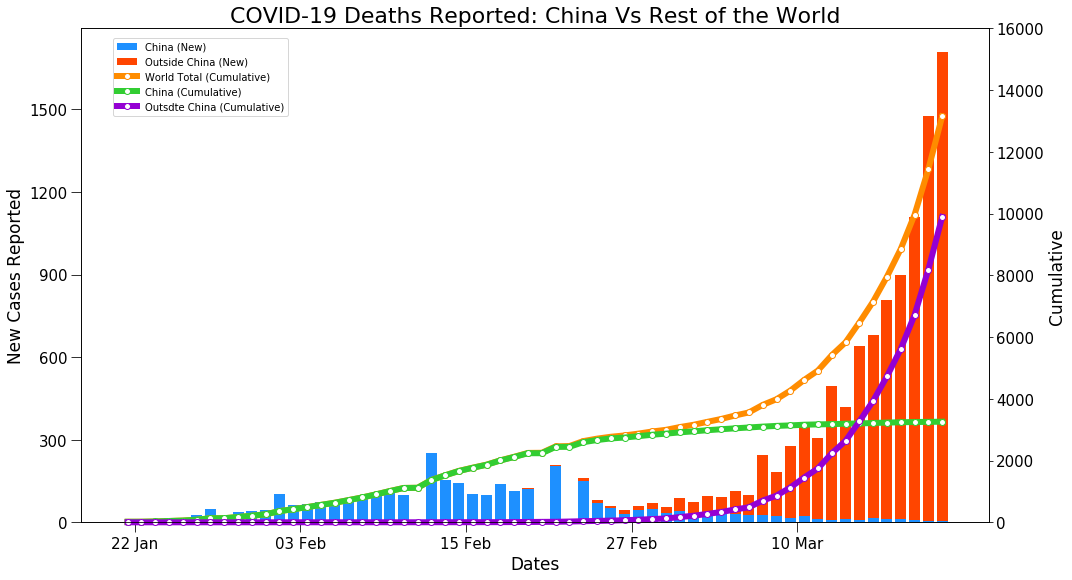 COVID-19 Deaths Reported: China Vs Rest of the World
China (New)
Outside China (New)
World Total (Cumulative)
China (Cumulative)
Outsdte China (Cumulative)
New Cases Reported
1500
1200
900
600
300
0
16000
14000
12000
10000
8000
6000
4000
2000
0
Cumulative
22 Jan
03 Feb
15 Feb
27 Feb
10 Mar
Dates